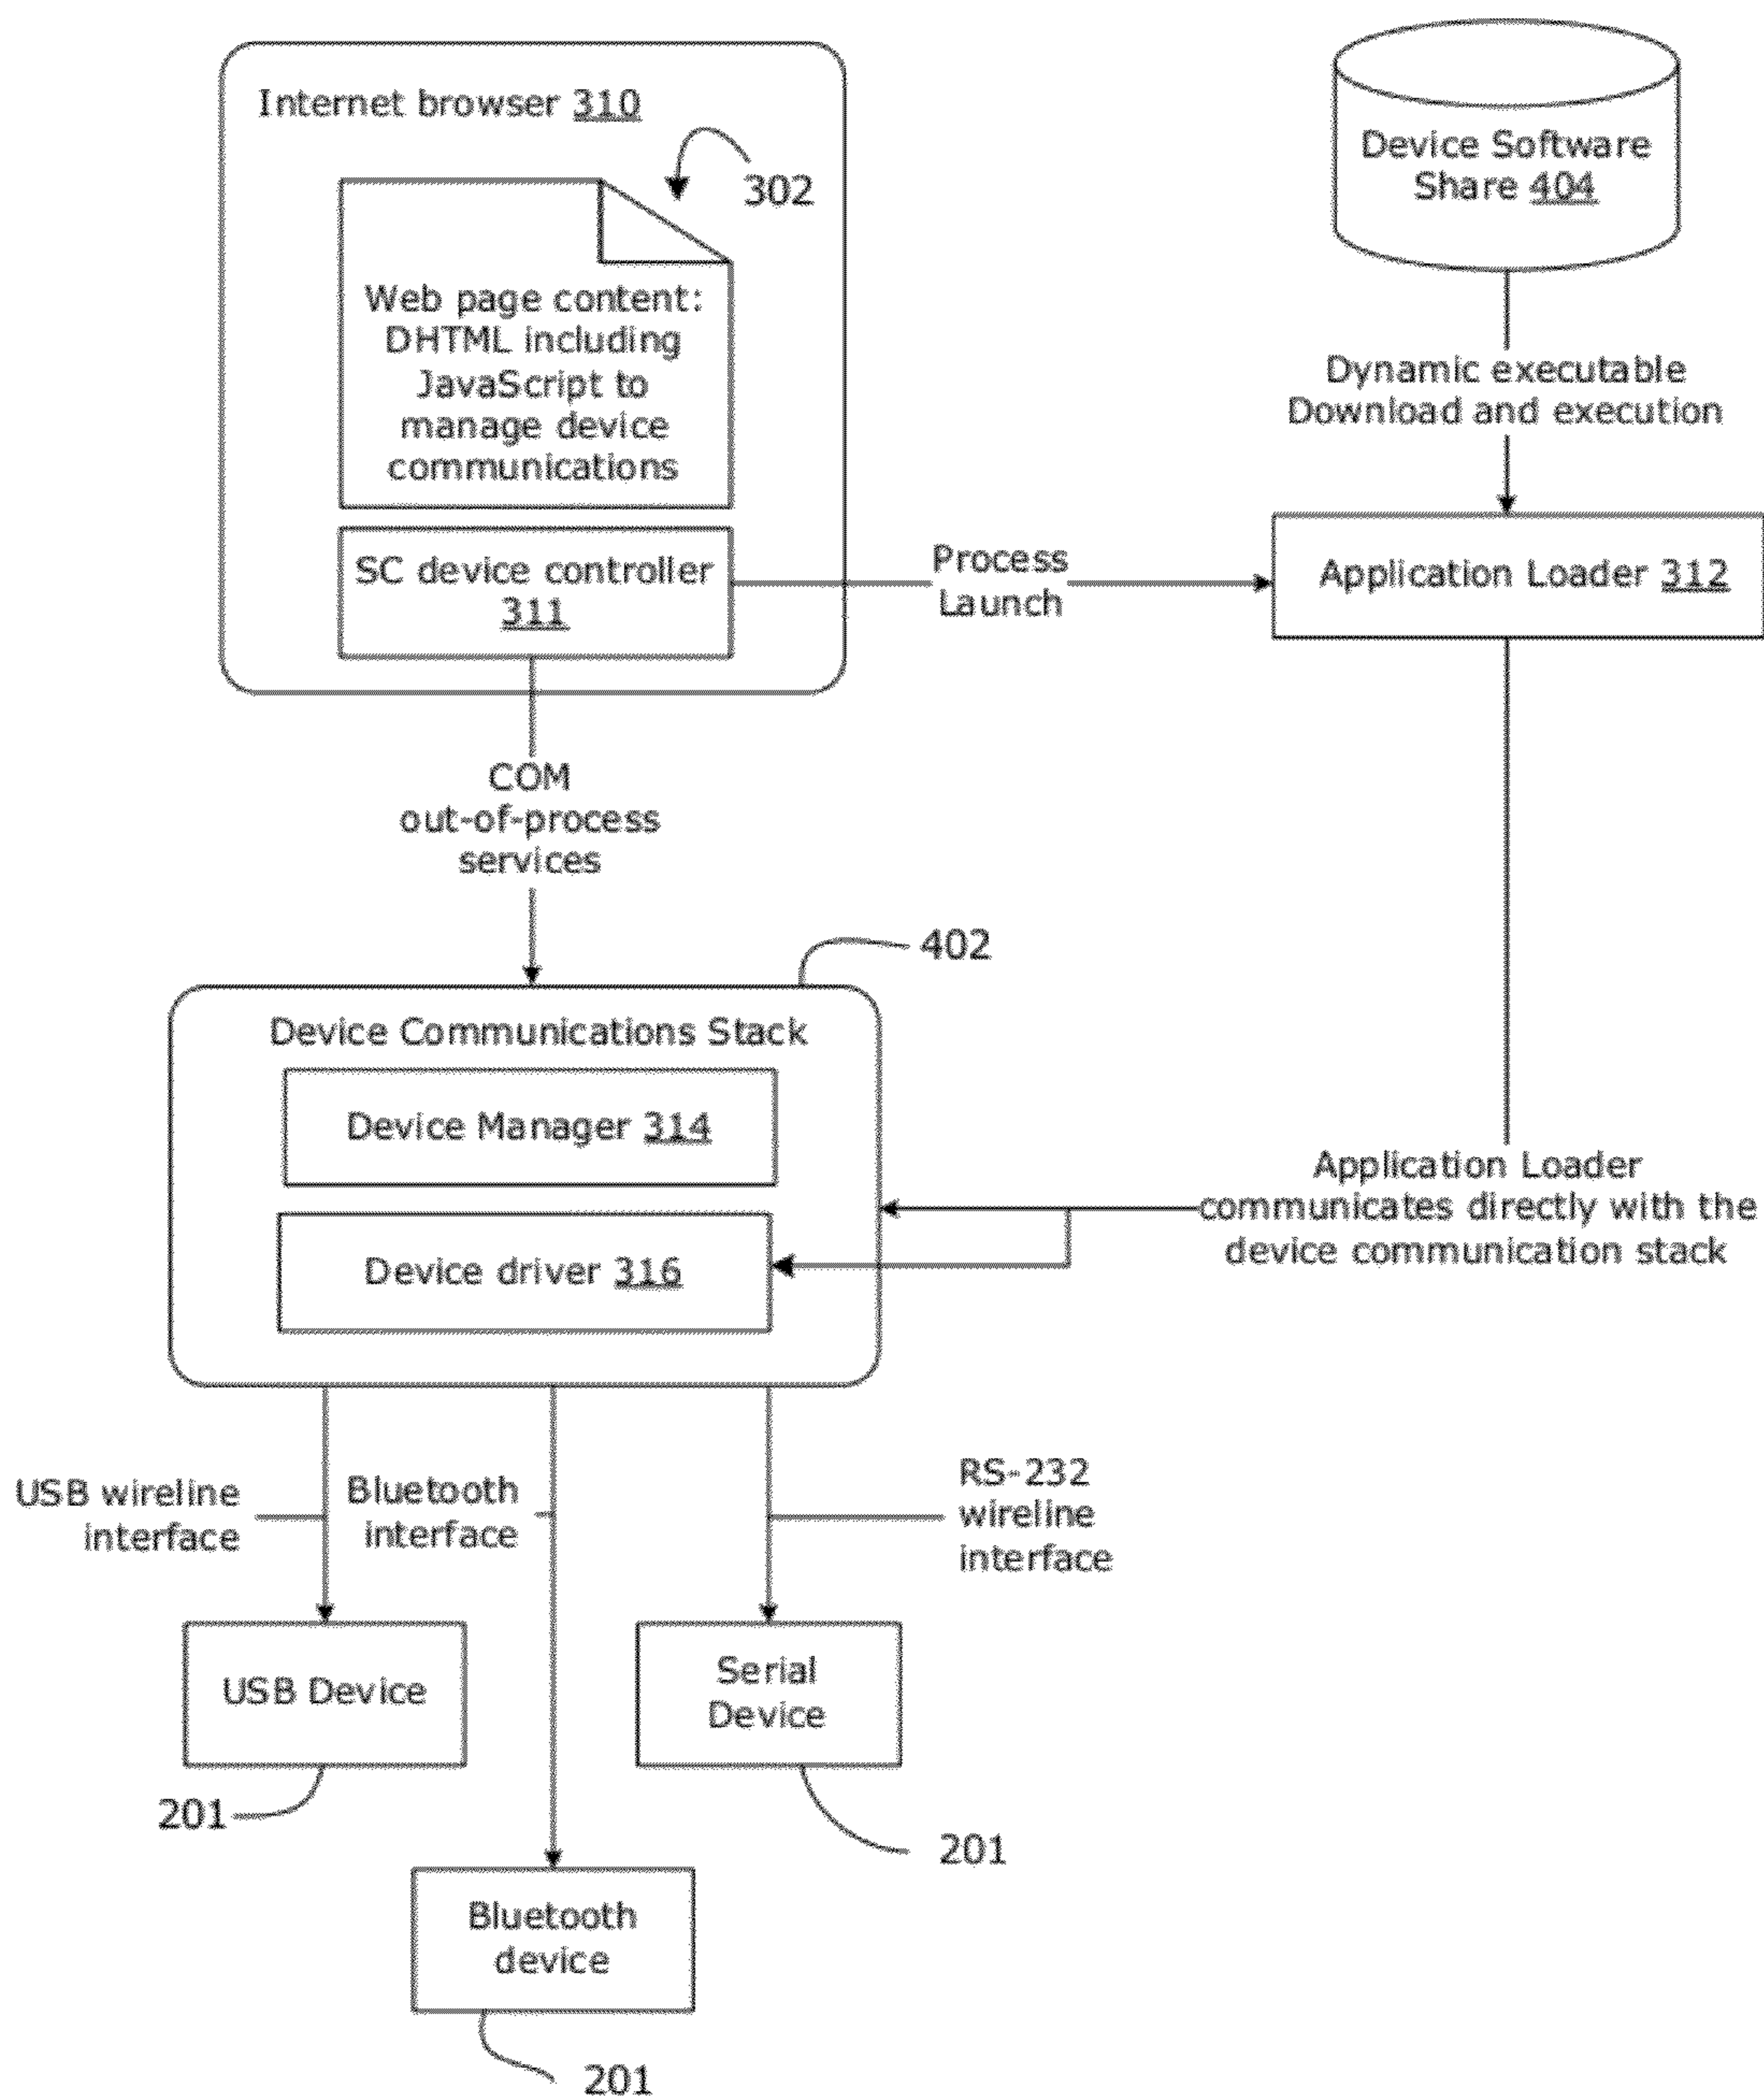 Internet browser 310
302
Web page content:
DHTML including
JavaScript to
manage device
communications
SC device controller
311
Process
Launch
Device Software
Share 404
Dynamic executable
Download and execution
Application Loader 312
COM
out-of-process
services
402
Device Communications Stack
Device Manager 314
Device driver 316
Application Loader
communicates directly with the
device communication stack
USB wireline
interface
Bluetooth
interface
RS-232
wireline
interface
USB Device
201
Serial
Device
201
Bluetooth
device
201